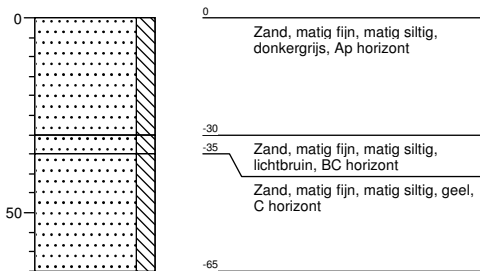 0
0
Zand, matig fijn, matig siltig,
donkergrijs, Ap horizont
-30
Zand, matig fijn, matig siltig,
lichtbruin, BC horizont
-35
Zand, matig fijn, matig siltig, geel,
C horizont
50
-65